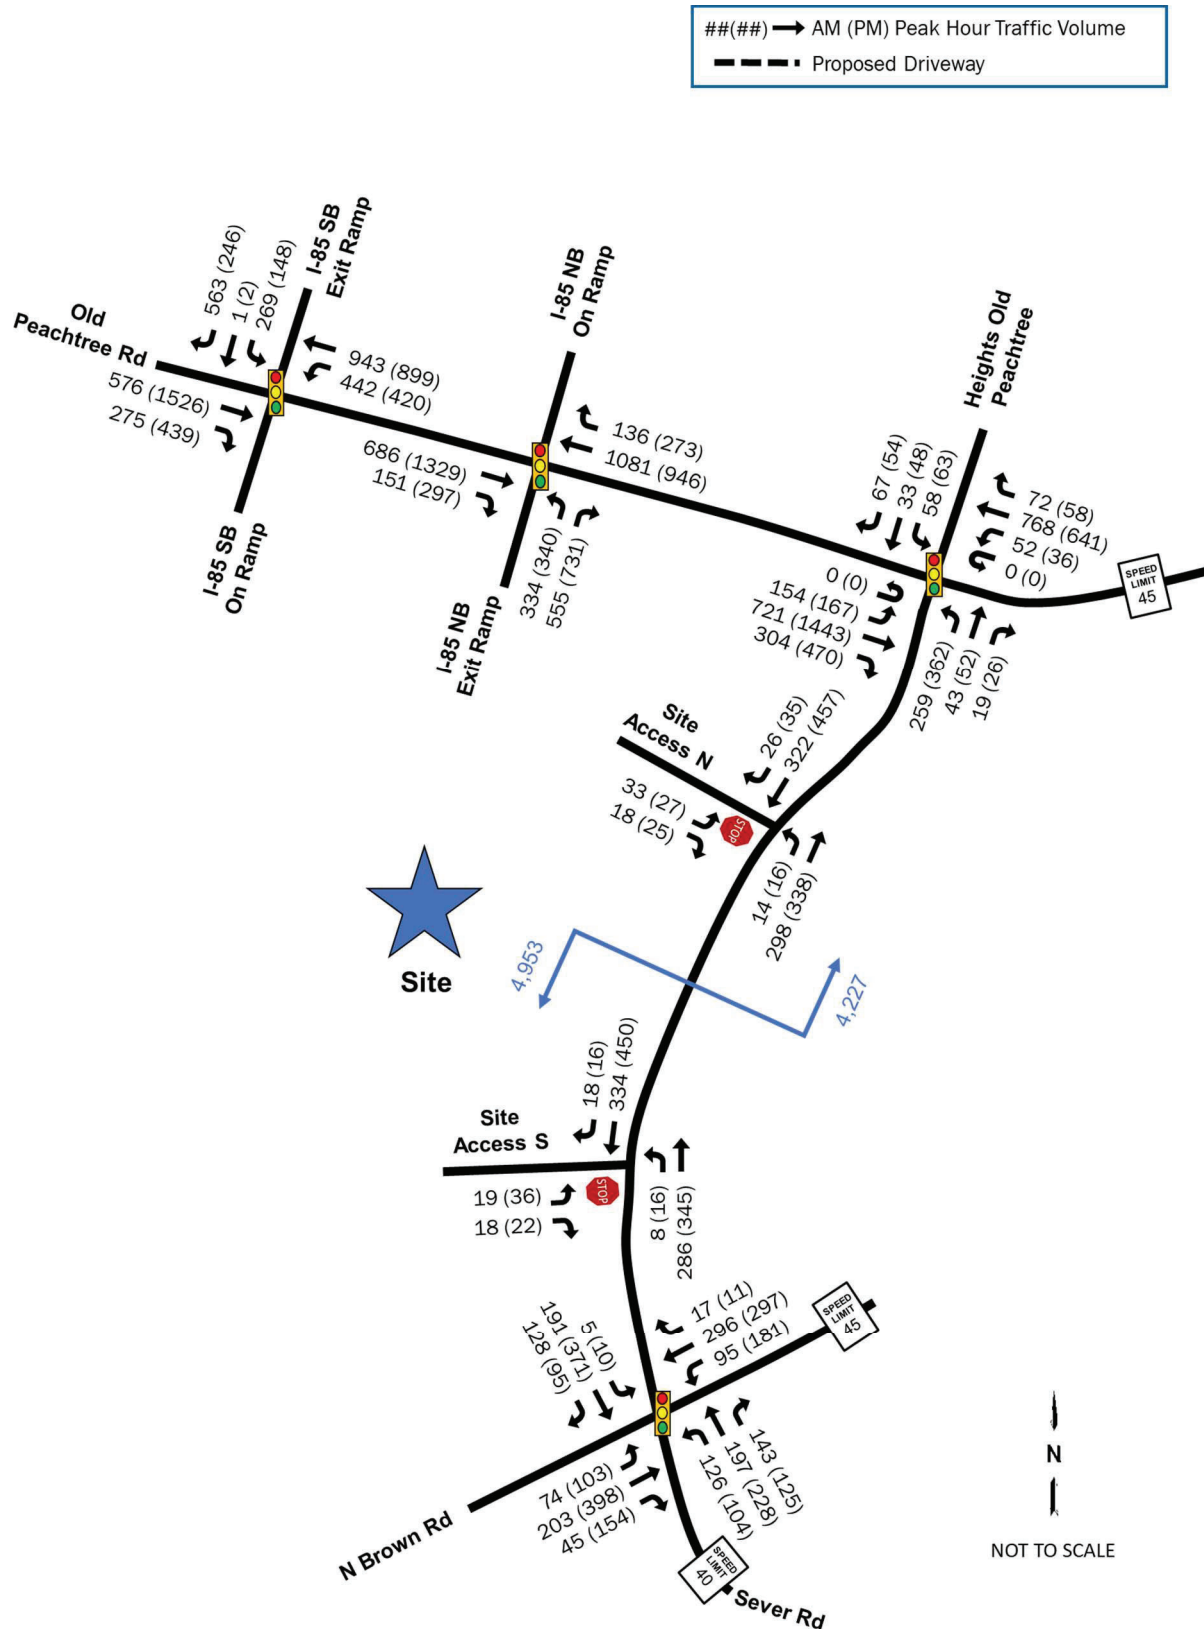 ##(##) AM (PM) Peak Hour Traffic Volume
Proposed Driveway
563 (246)
1 (2)
269 (148)
I-85 SB
Exit Ramp
Old
Peachtree Rd
943 (899)
442 (420)
576 (1526)
275 (439)
I-85 SB
On Ramp
I-85 NB
On Ramp
136 (273)
1081 (946)
686 (1329)
151 (297)
334 (340)
555 (731)
I-85 NB
Exit Ramp
Heights Old
Peachtree
67 (54)
33 (48)
58 (63)
72 (58)
768 (641)
52 (36)
0 (0)
SPEED
LIMIT
45
0 (0)
154 (167)
721 (1443)
304 (470)
259 (362)
43 (52)
19 (26)
Site
Access N
26 (35)
322 (457)
33 (27)
18 (25)
STOP
14 (16)
298 (338)
Site
4,953
4,227
18 (16)
334 (450)
Site
Access S
19 (36)
18 (22)
STOP
8 (16)
286 (345)
17 (11)
296 (297)
95 (181)
SPEED
LIMIT
45
5 (10)
191 (371)
128 (95)
74 (103)
203 (398)
45 (154)
143 (125)
197 (228)
126 (104)
N Brown Rd
SPEED
LIMIT
40
Sever Rd
N
NOT TO SCALE